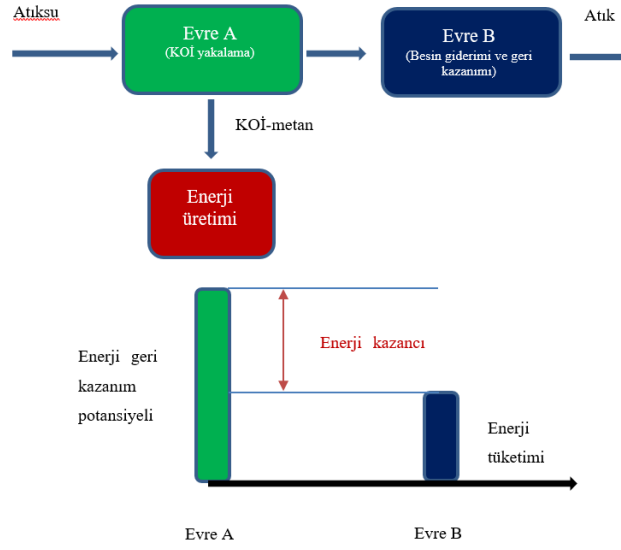 Atıksu
Evre A
(KOİ yakalama)
Evre B
(Besin giderimi ve geri
kazanımı)
Atık
KOİ-metan
Enerji
üretimi
Enerji kazancı
Enerji geri
kazanım
potansiyeli
Enerji
tüketimi
Evre A
Evre B